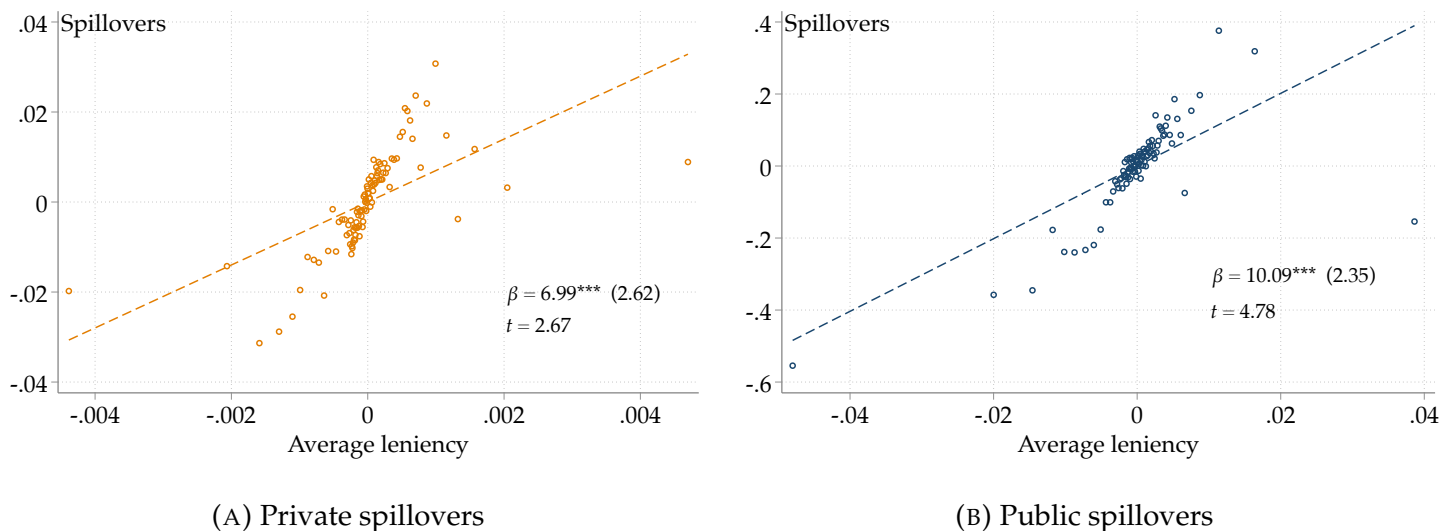 Spillovers
.04
.02
0
-.02
-.04
β = 6.99*** (2.62)
t = 2.67
-.004
-.002
0
.002
.004
Average leniency
(A) Private spillovers
Spillovers
.4
.2
0
-.2
-.4
-.6
β = 10.09*** (2.35)
t = 4.78
-.04
-.02
0
.02
.04
Average leniency
(B) Public spillovers